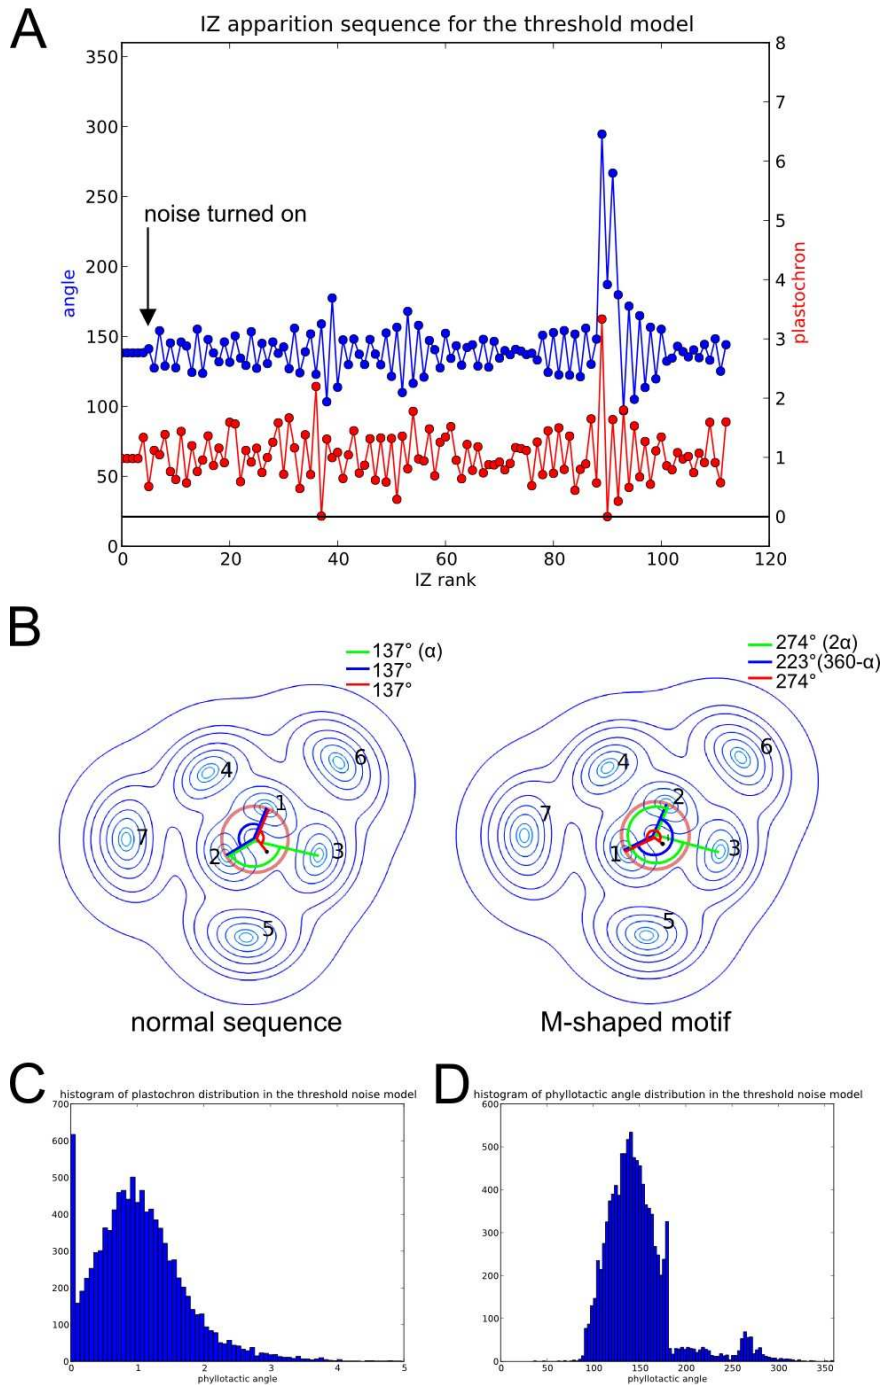 A
IZ apparition sequence for the threshold model
350
300
250
200
150
100
50
0
angle
noise turned on
8
7
6
5
4
3
2
1
0
plastochron
0 20 40 60 80 100 120
IZ rank
B
137° (α)
137°
137°
274° (2α)
223°(360-α)
274°
6
4
1
7
2
3
5
6
4
2
7
1
3
5
normal sequence
M-shaped motif
C
histogram of plastochron distribution in the threshold noise model
700
600
500
400
300
200
100
0
0 1 2 3 4 5
phyllotactic angle
D
histogram of phyllotactic angle distribution in the threshold noise model
600
500
400
300
200
100
0
0 50 100 150 200 250 300 350
phyllotactic angle